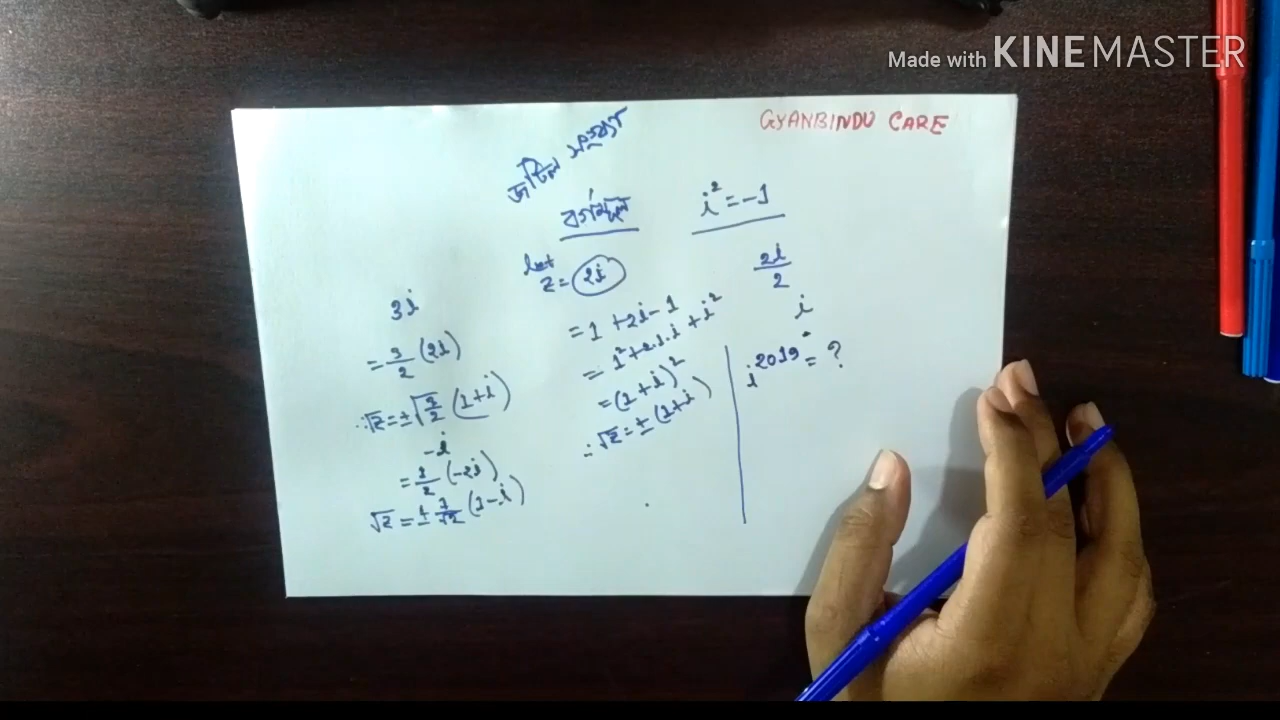 Made with KINEMASTER
GYANBINDU CARE
জটিল সংখ্যা
বর্গমূল
i² = -1
let
z = 2i
= 1 + 2i - 1
= 1² + 2.1.i + i²
= (1+i)²
∴ √z = ± (1+i)
3i
= 3/2 (2i)
∴ √z = ± √3/2 (1+i)
-i
= 1/2 (-2i)
√z = ± 1/√2 (1-i)
2i/2
i
i²⁰¹⁹ = ?